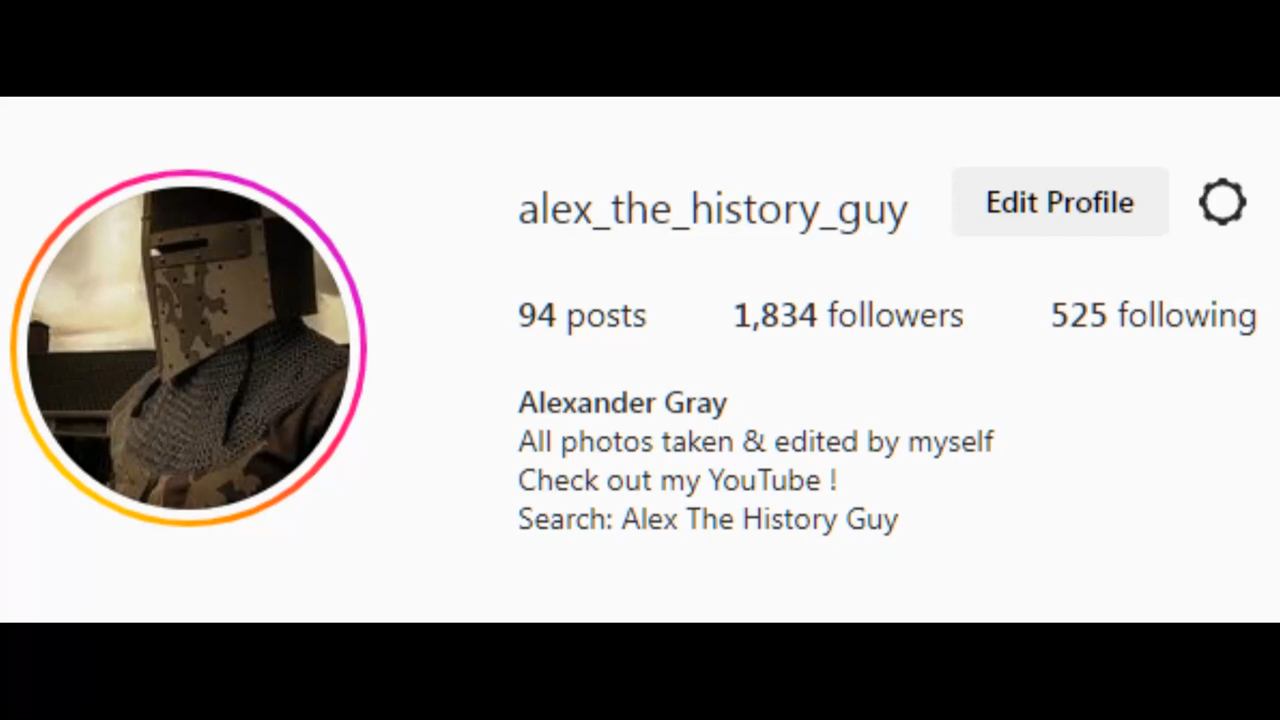 alex_the_history_guy Edit Profile
94 posts 1,834 followers 525 following
Alexander Gray
All photos taken & edited by myself
Check out my YouTube !
Search: Alex The History Guy